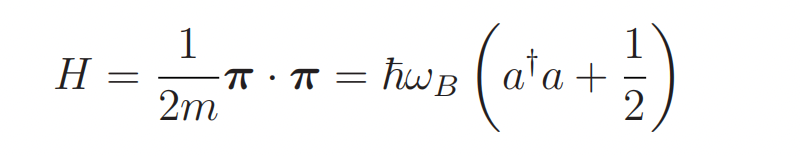 H = \frac{1}{2m} \boldsymbol{\pi} \cdot \boldsymbol{\pi} = \hbar\omega_B \left( a^\dagger a + \frac{1}{2} \right)